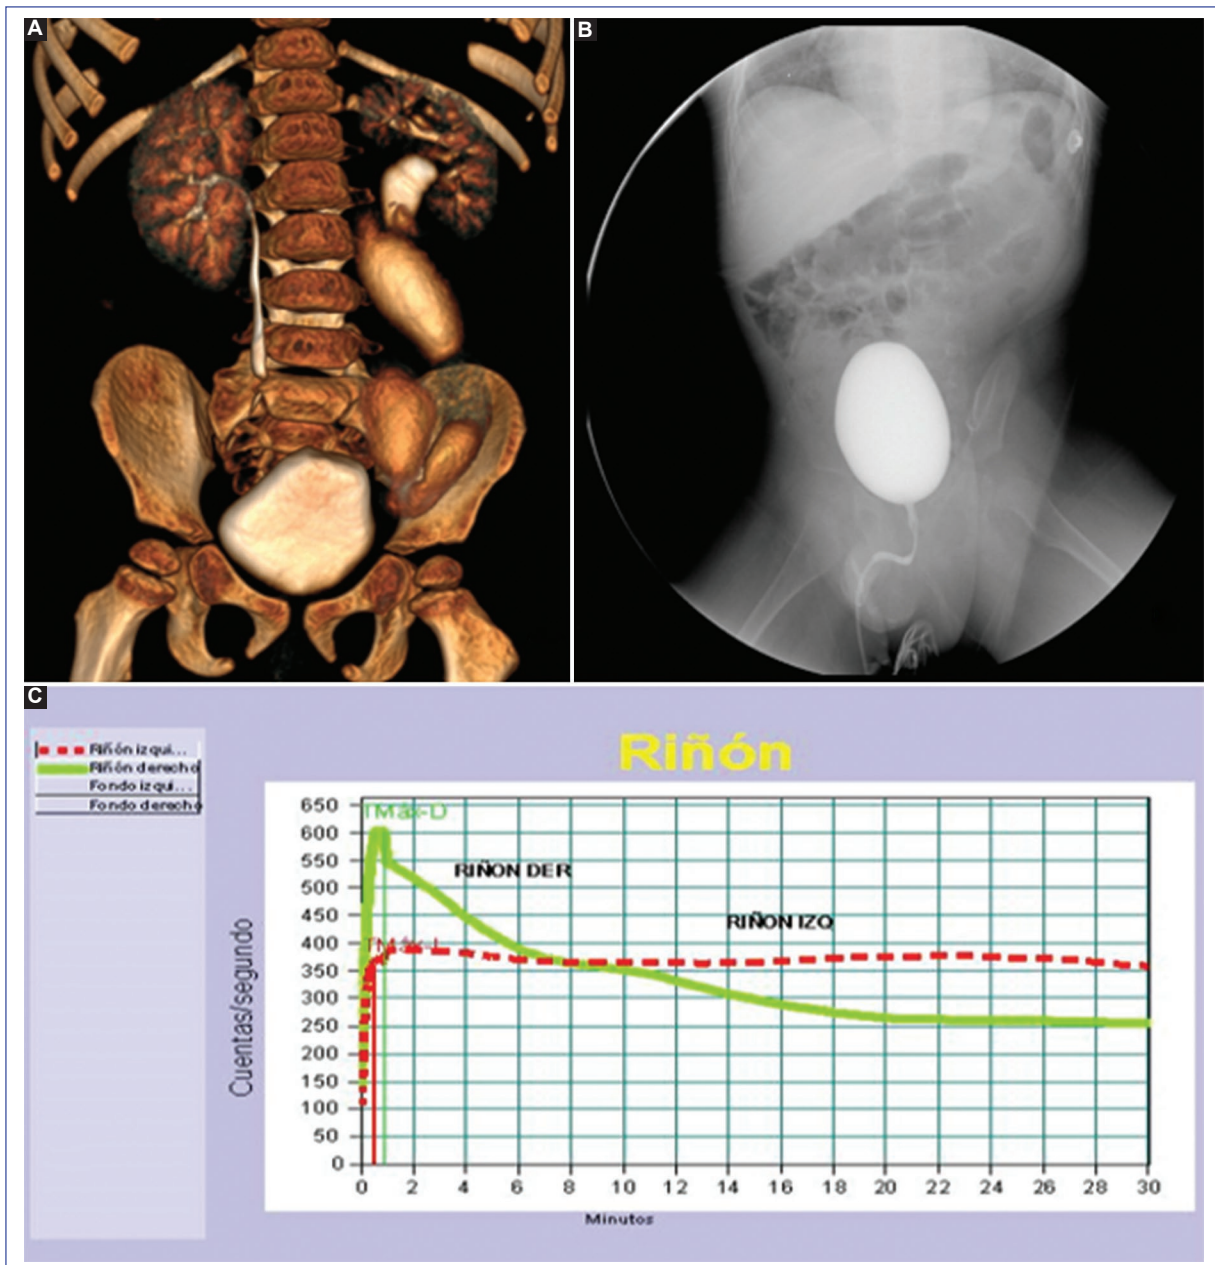 A
B
C
Riñón izqui...
Riñón derecho
Fondo izqui...
Fondo derecho
Riñón
TMáx-D
RIÑON DER
RIÑON IZQ
TMáx-I
Cuentas/segundo
650
600
550
500
450
400
350
300
250
200
150
100
50
0
0 2 4 6 8 10 12 14 16 18 20 22 24 26 28 30
Minutos